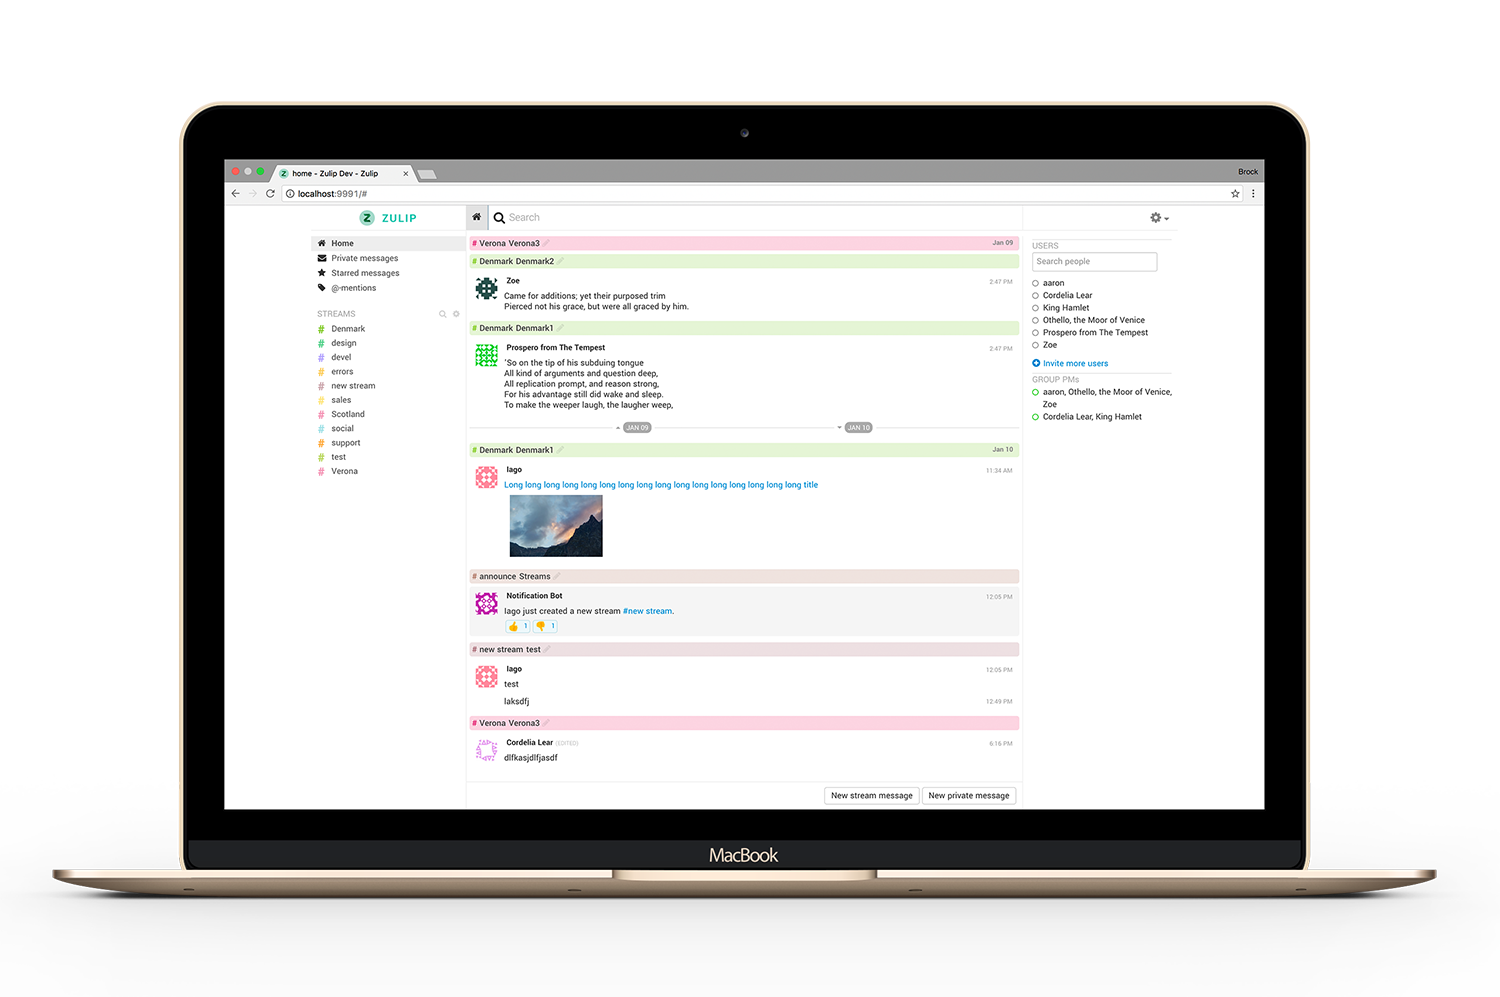 home - Zulip Dev - Zulip
Brock
localhost:9991/#
ZULIP
Search
Home
Private messages
Starred messages
@-mentions
STREAMS
# Denmark
# design
# devel
# errors
# new stream
# sales
# Scotland
# social
# support
# test
# Verona
# Verona Verona3 Jan 09
# Denmark Denmark2
Zoe 2:47 PM
Came for additions; yet their purposed trim
Pierced not his grace, but were all graced by him.
# Denmark Denmark1
Prospero from The Tempest 2:47 PM
'So on the tip of his subduing tongue
All kind of arguments and question deep,
All replication prompt, and reason strong,
For his advantage still did wake and sleep.
To make the weeper laugh, the laugher weep,
JAN 09 JAN 10
# Denmark Denmark1 Jan 10
Iago 11:34 AM
Long long long long long long long long long long long long long long long long title
# announce Streams
Notification Bot 12:05 PM
Iago just created a new stream #new stream.
1 1
# new stream test
Iago 12:05 PM
test
laksdfj 12:49 PM
# Verona Verona3
Cordelia Lear (EDITED) 6:16 PM
dlfkasjdlfjasdf
New stream message New private message
USERS
Search people
aaron
Cordelia Lear
King Hamlet
Othello, the Moor of Venice
Prospero from The Tempest
Zoe
Invite more users
GROUP PMs
aaron, Othello, the Moor of Venice,
Zoe
Cordelia Lear, King Hamlet
MacBook